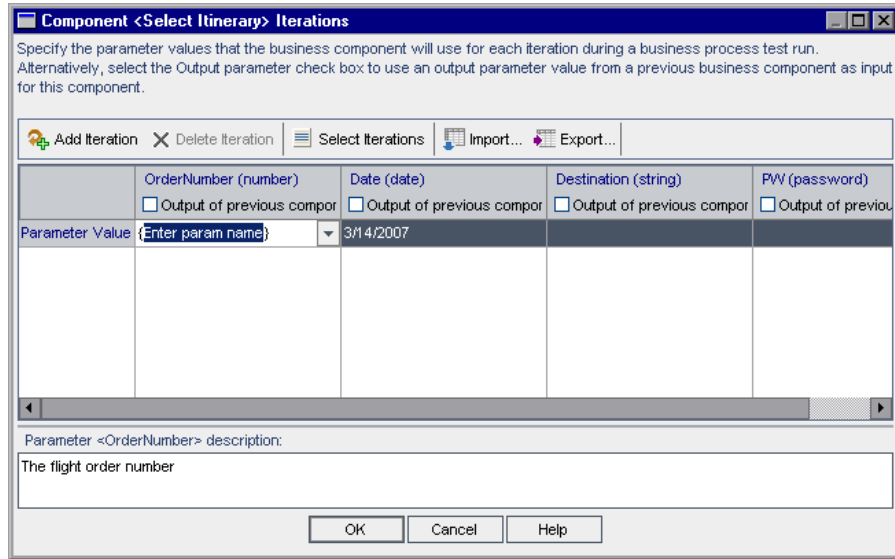 Component <Select Itinerary> Iterations
Specify the parameter values that the business component will use for each iteration during a business process test run.
Alternatively, select the Output parameter check box to use an output parameter value from a previous business component as input
for this component.
Add Iteration Delete Iteration Select Iterations Import... Export...
OrderNumber (number) Date (date) Destination (string) PW (password)
Output of previous compor Output of previous compor Output of previous compor Output of previou
Parameter Value {Enter param name} 3/14/2007
Parameter <OrderNumber> description:
The flight order number
OK Cancel Help